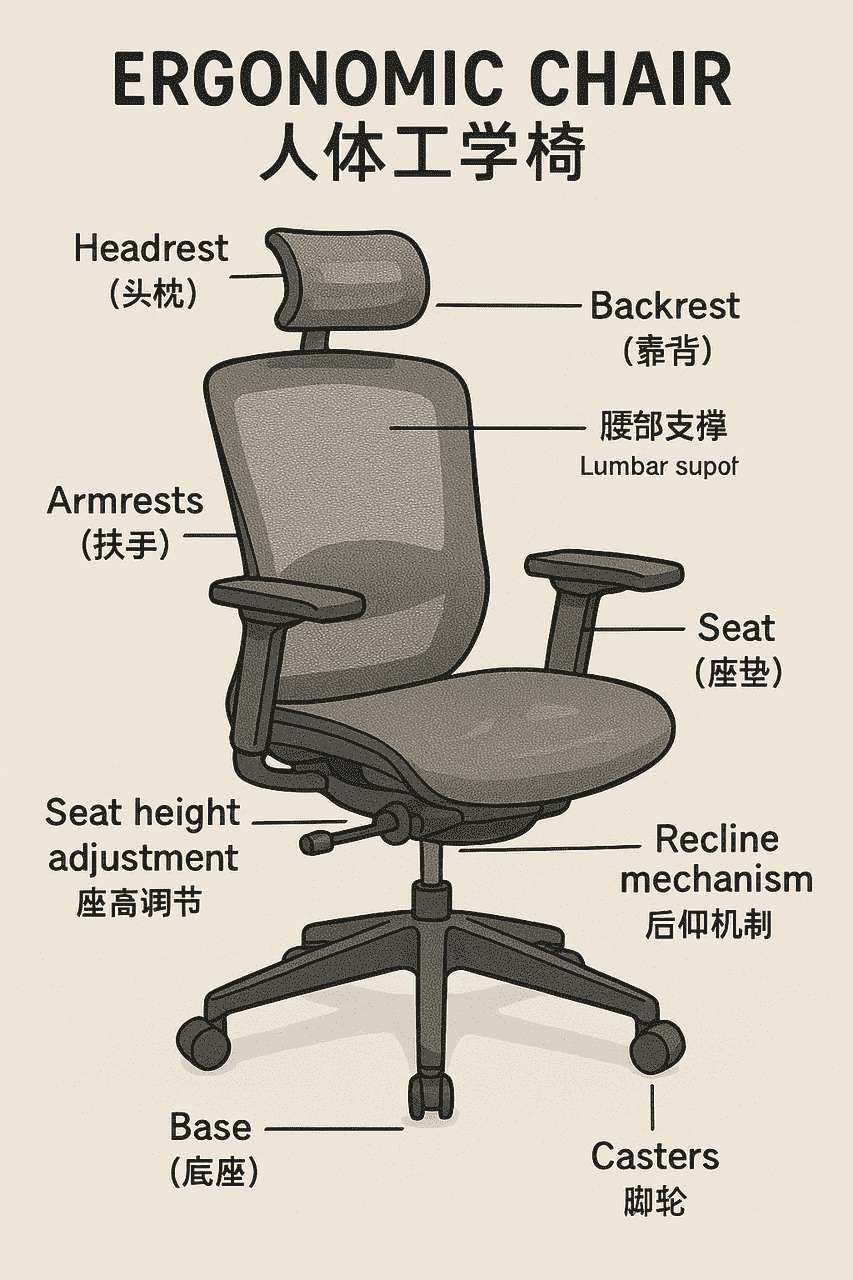 ERGONOMIC CHAIR
人体工学椅
Headrest
(头枕)
Backrest
(靠背)
腰部支撑
Lumbar supot
Armrests
(扶手)
Seat
(座垫)
Seat height
adjustment
座高调节
Recline
mechanism
后仰机制
Base
(底座)
Casters
脚轮